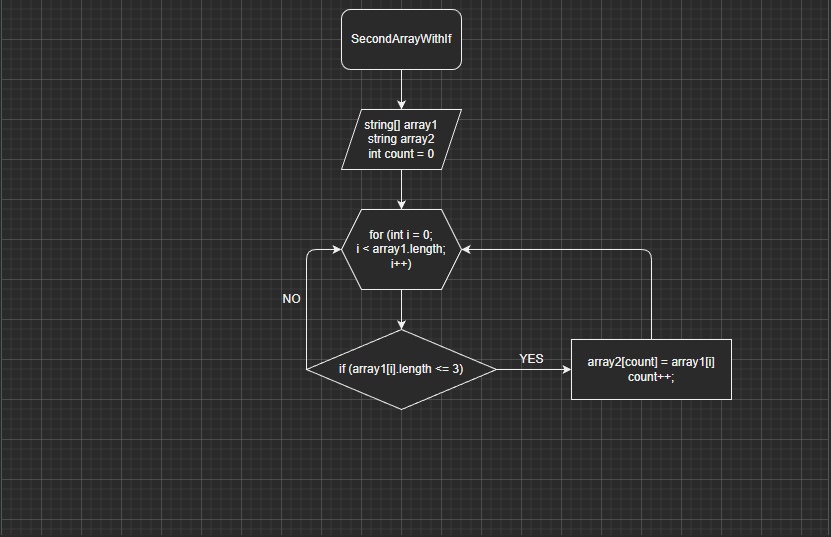 SecondArrayWithIf
string[] array1
string array2
int count = 0
for (int i = 0;
i < array1.length;
i++)
NO
if (array1[i].length <= 3)
YES
array2[count] = array1[i]
count++;